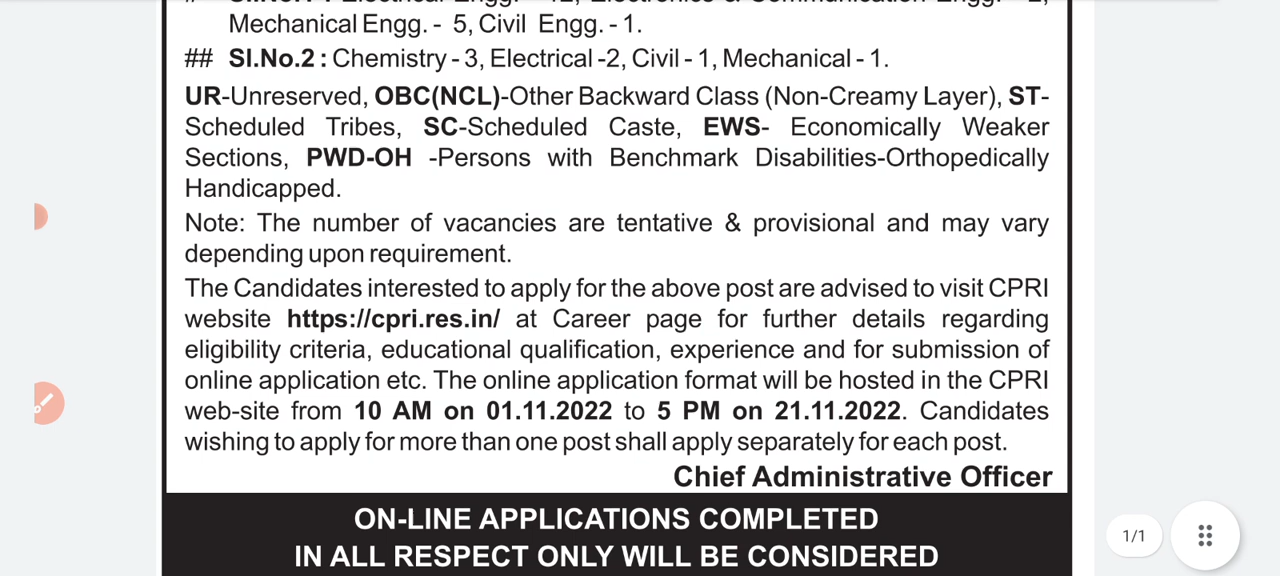 Mechanical Engg. - 5, Civil Engg. - 1.
## Sl.No.2 : Chemistry - 3, Electrical -2, Civil - 1, Mechanical - 1.
UR-Unreserved, OBC(NCL)-Other Backward Class (Non-Creamy Layer), ST-
Scheduled Tribes, SC-Scheduled Caste, EWS- Economically Weaker
Sections, PWD-OH -Persons with Benchmark Disabilities-Orthopedically
Handicapped.
Note: The number of vacancies are tentative & provisional and may vary
depending upon requirement.
The Candidates interested to apply for the above post are advised to visit CPRI
website https://cpri.res.in/ at Career page for further details regarding
eligibility criteria, educational qualification, experience and for submission of
online application etc. The online application format will be hosted in the CPRI
web-site from 10 AM on 01.11.2022 to 5 PM on 21.11.2022. Candidates
wishing to apply for more than one post shall apply separately for each post.
Chief Administrative Officer
ON-LINE APPLICATIONS COMPLETED
IN ALL RESPECT ONLY WILL BE CONSIDERED
1/1